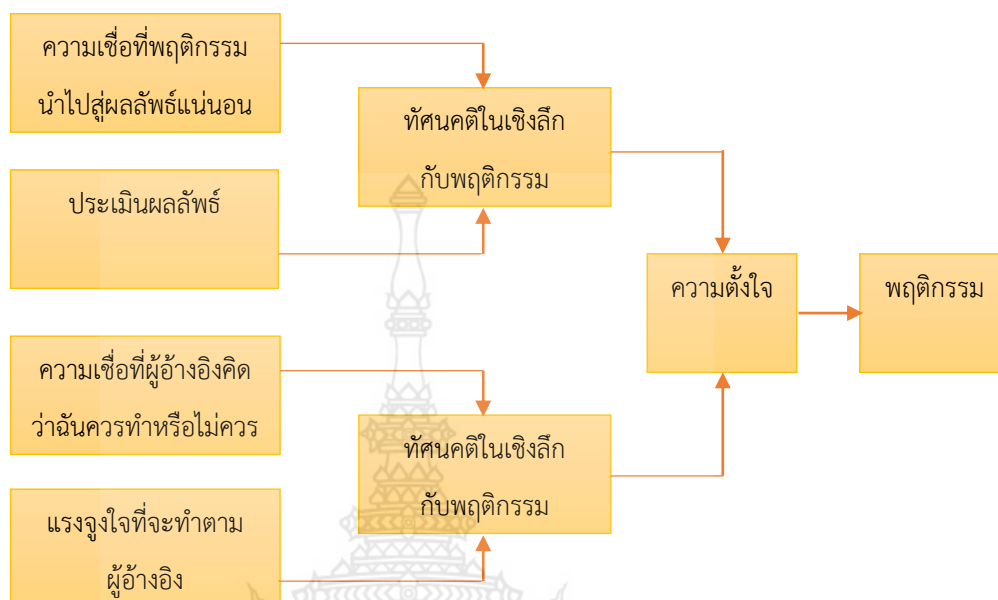 ความเชื่อที่พฤติกรรม
นำไปสู่ผลลัพธ์แน่นอน
ประเมินผลลัพธ์
ทัศนคติในเชิงลึก
กับพฤติกรรม
ความเชื่อที่ผู้อ้างอิงคิด
ว่าฉันควรทำหรือไม่ควร
แรงจูงใจที่จะทำตาม
ผู้อ้างอิง
ทัศนคติในเชิงลึก
กับพฤติกรรม
ความตั้งใจ
พฤติกรรม